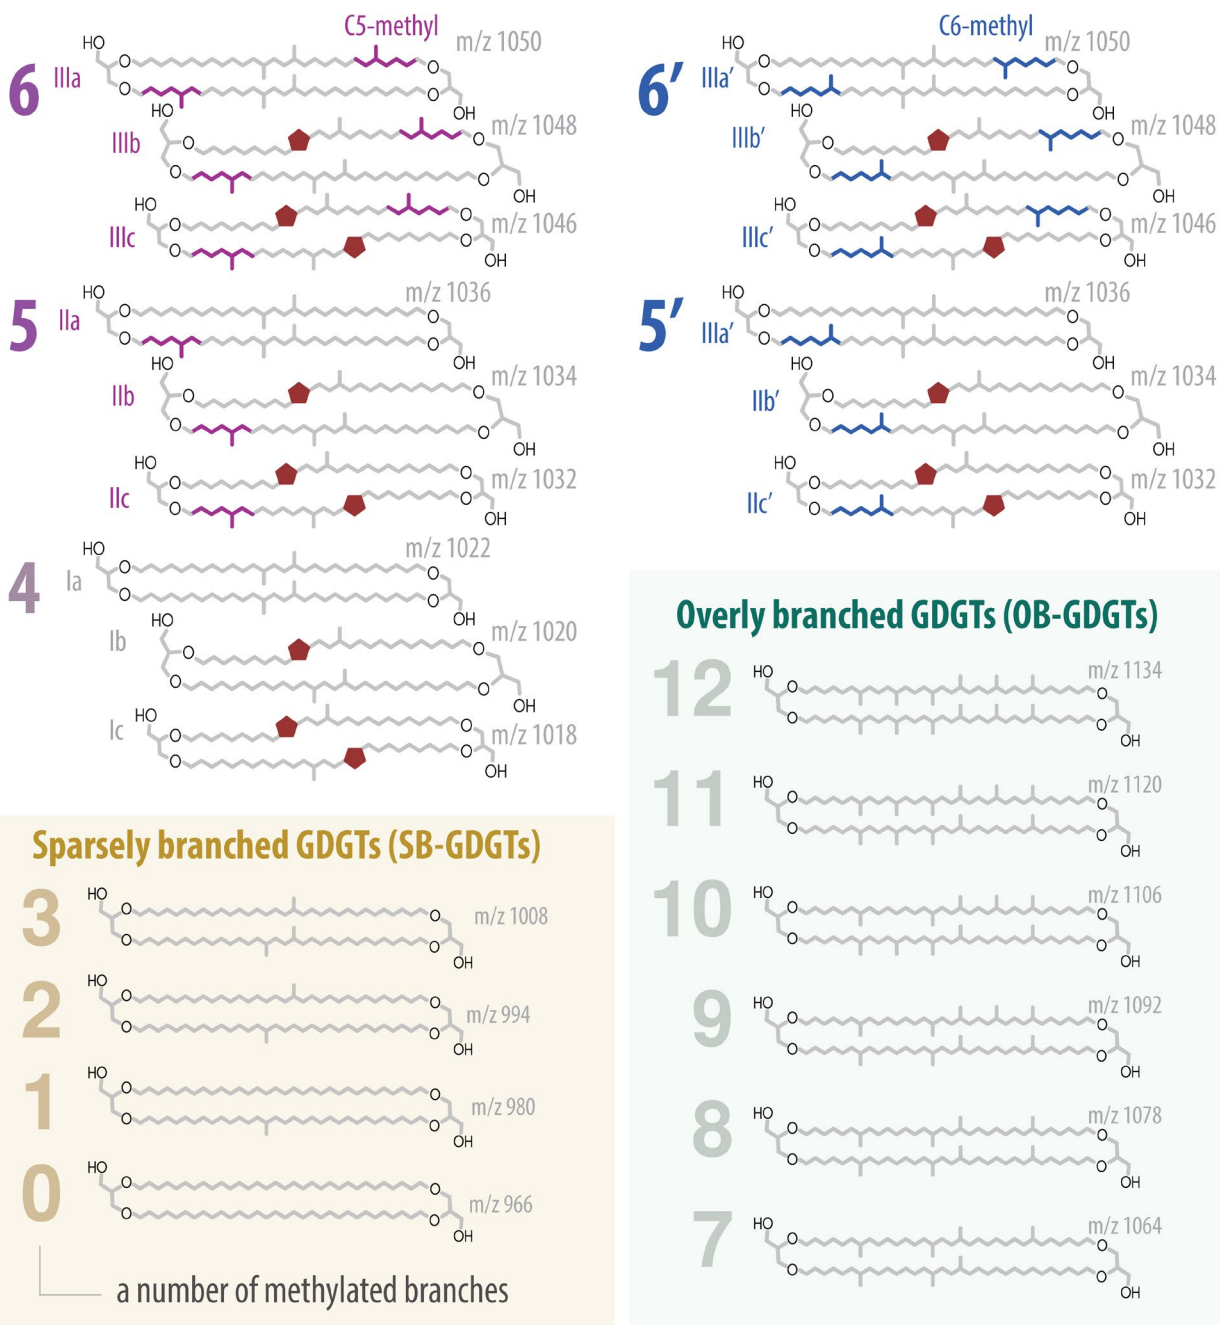 C5-methyl
6
IIIa
HO
O
O
O
O
OH
m/z 1050
IIIb
HO
O
O
O
O
OH
m/z 1048
IIIc
HO
O
O
O
O
OH
m/z 1046
5
IIa
HO
O
O
O
O
OH
m/z 1036
IIb
HO
O
O
O
O
OH
m/z 1034
IIc
HO
O
O
O
O
OH
m/z 1032
4
Ia
HO
O
O
O
O
OH
m/z 1022
Ib
HO
O
O
O
O
OH
m/z 1020
Ic
HO
O
O
O
O
OH
m/z 1018
Sparsely branched GDGTs (SB-GDGTs)
3
HO
O
O
O
O
OH
m/z 1008
2
HO
O
O
O
O
OH
m/z 994
1
HO
O
O
O
O
OH
m/z 980
0
HO
O
O
O
O
OH
m/z 966
a number of methylated branches
C6-methyl
6′
IIIa′
HO
O
O
O
O
OH
m/z 1050
IIIb′
HO
O
O
O
O
OH
m/z 1048
IIIc′
HO
O
O
O
O
OH
m/z 1046
5′
IIIa′
HO
O
O
O
O
OH
m/z 1036
IIb′
HO
O
O
O
O
OH
m/z 1034
IIc′
HO
O
O
O
O
OH
m/z 1032
Overly branched GDGTs (OB-GDGTs)
12
HO
O
O
O
O
OH
m/z 1134
11
HO
O
O
O
O
OH
m/z 1120
10
HO
O
O
O
O
OH
m/z 1106
9
HO
O
O
O
O
OH
m/z 1092
8
HO
O
O
O
O
OH
m/z 1078
7
HO
O
O
O
O
OH
m/z 1064